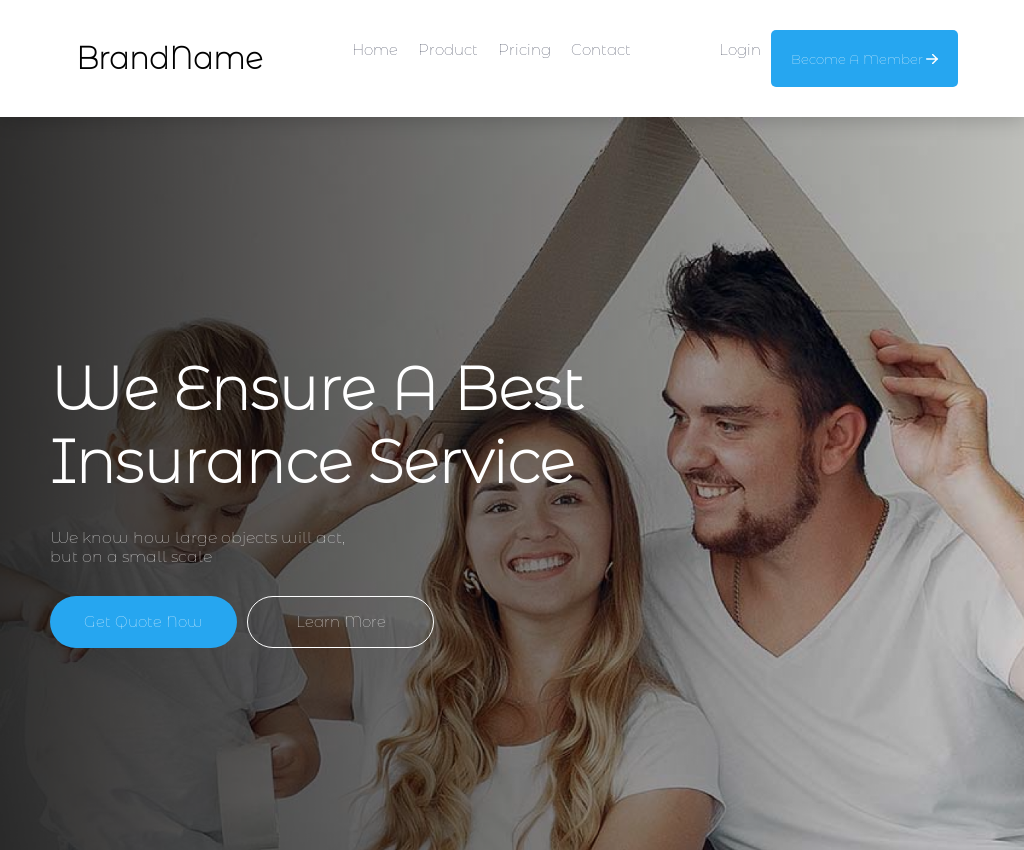 BrandName
Home Product Pricing Contact Login Become A Member
We Ensure A Best
Insurance Service
We know how large objects will act,
but on a small scale
Get Quote Now Learn More